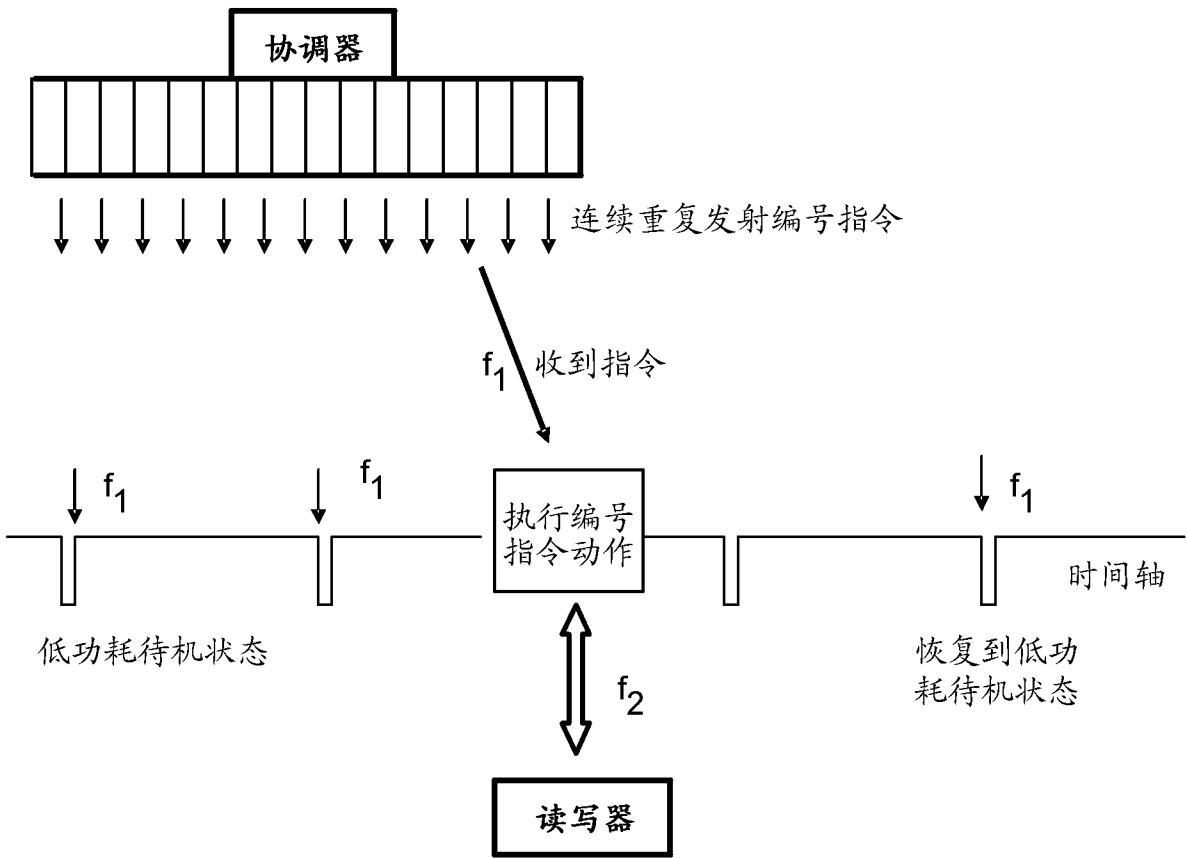 协调器
连续重复发射编号指令
f1
收到指令
f1
f1
f1
执行编号
指令动作
时间轴
低功耗待机状态
恢复到低功
耗待机状态
f2
读写器